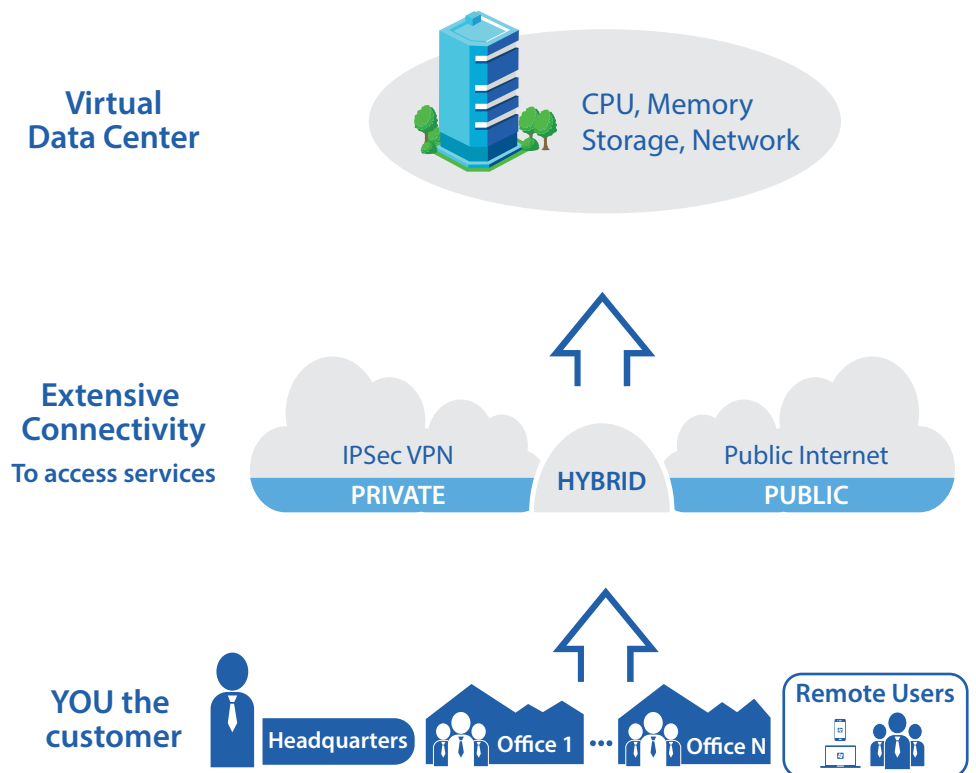 Virtual
Data Center
CPU, Memory
Storage, Network
Extensive
Connectivity
To access services
IPSec VPN
PRIVATE
HYBRID
Public Internet
PUBLIC
YOU the
customer
Headquarters
Office 1
...
Office N
Remote Users